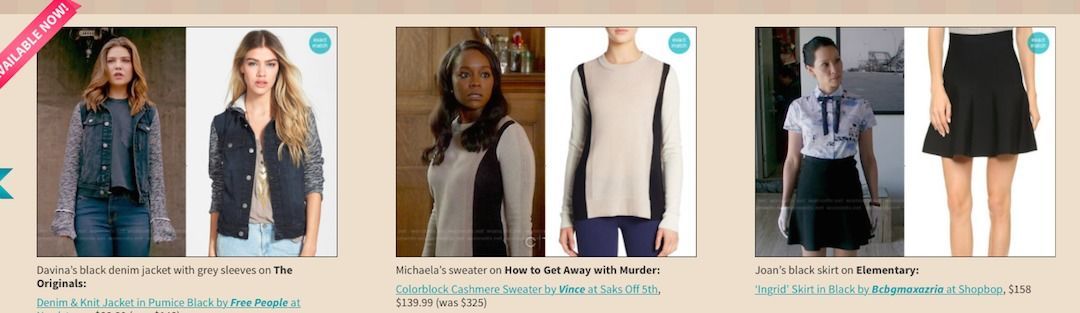 VAILABLE NOW!
exact match
exact match
exact match
Davina's black denim jacket with grey sleeves on The
Originals:
Denim & Knit Jacket in Pumice Black by Free People at
Michaela's sweater on How to Get Away with Murder:
Colorblock Cashmere Sweater by Vince at Saks Off 5th,
$139.99 (was $325)
Joan's black skirt on Elementary:
'Ingrid' Skirt in Black by Bcbgmaxazria at Shopbop, $158